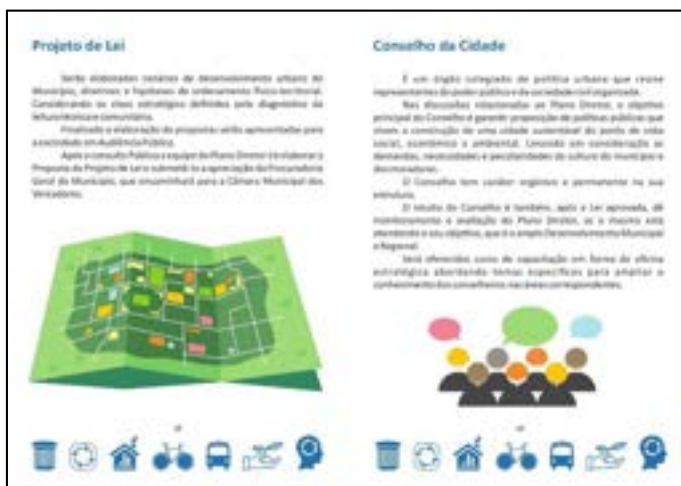 Projeto de Lei
Serão elaborados cenários de desenvolvimento urbano do
Município, diretrizes e hipóteses de ordenamento físico-territorial.
Considerando os eixos estratégicos definidos pelo diagnóstico da
leitura técnica e comunitária.
Finalizada a elaboração da proposta serão apresentadas para
a sociedade em Audiência Pública.
Após a consulta Pública a equipe do Plano Diretor irá elaborar a
Proposta do Projeto de Lei e submetê-la a apreciação da Procuradoria
Geral do Município, que encaminhará para a Câmara Municipal dos
Vereadores.
Conselho da Cidade
É um órgão colegiado de política urbana que reúne
representantes do poder público e da sociedade civil organizada.
Nas discussões relacionadas ao Plano Diretor, o objetivo
principal do Conselho é garantir proposição de políticas públicas que
visem a construção de uma cidade sustentável do ponto de vista
social, econômico e ambiental. Levando em consideração as
demandas, necessidades e peculiaridades da cultura do município e
dos moradores.
O Conselho tem caráter orgânico e permanente na sua
estrutura.
O intuito do Conselho é também, após a Lei aprovada, de
monitoramento e avaliação do Plano Diretor, se o mesmo está
atendendo o seu objetivo, que é o amplo Desenvolvimento Municipal
e Regional.
Será oferecido curso de capacitação em forma de oficina
estratégica abordando temas específicos para ampliar o
conhecimento dos conselheiros nas áreas correspondentes.